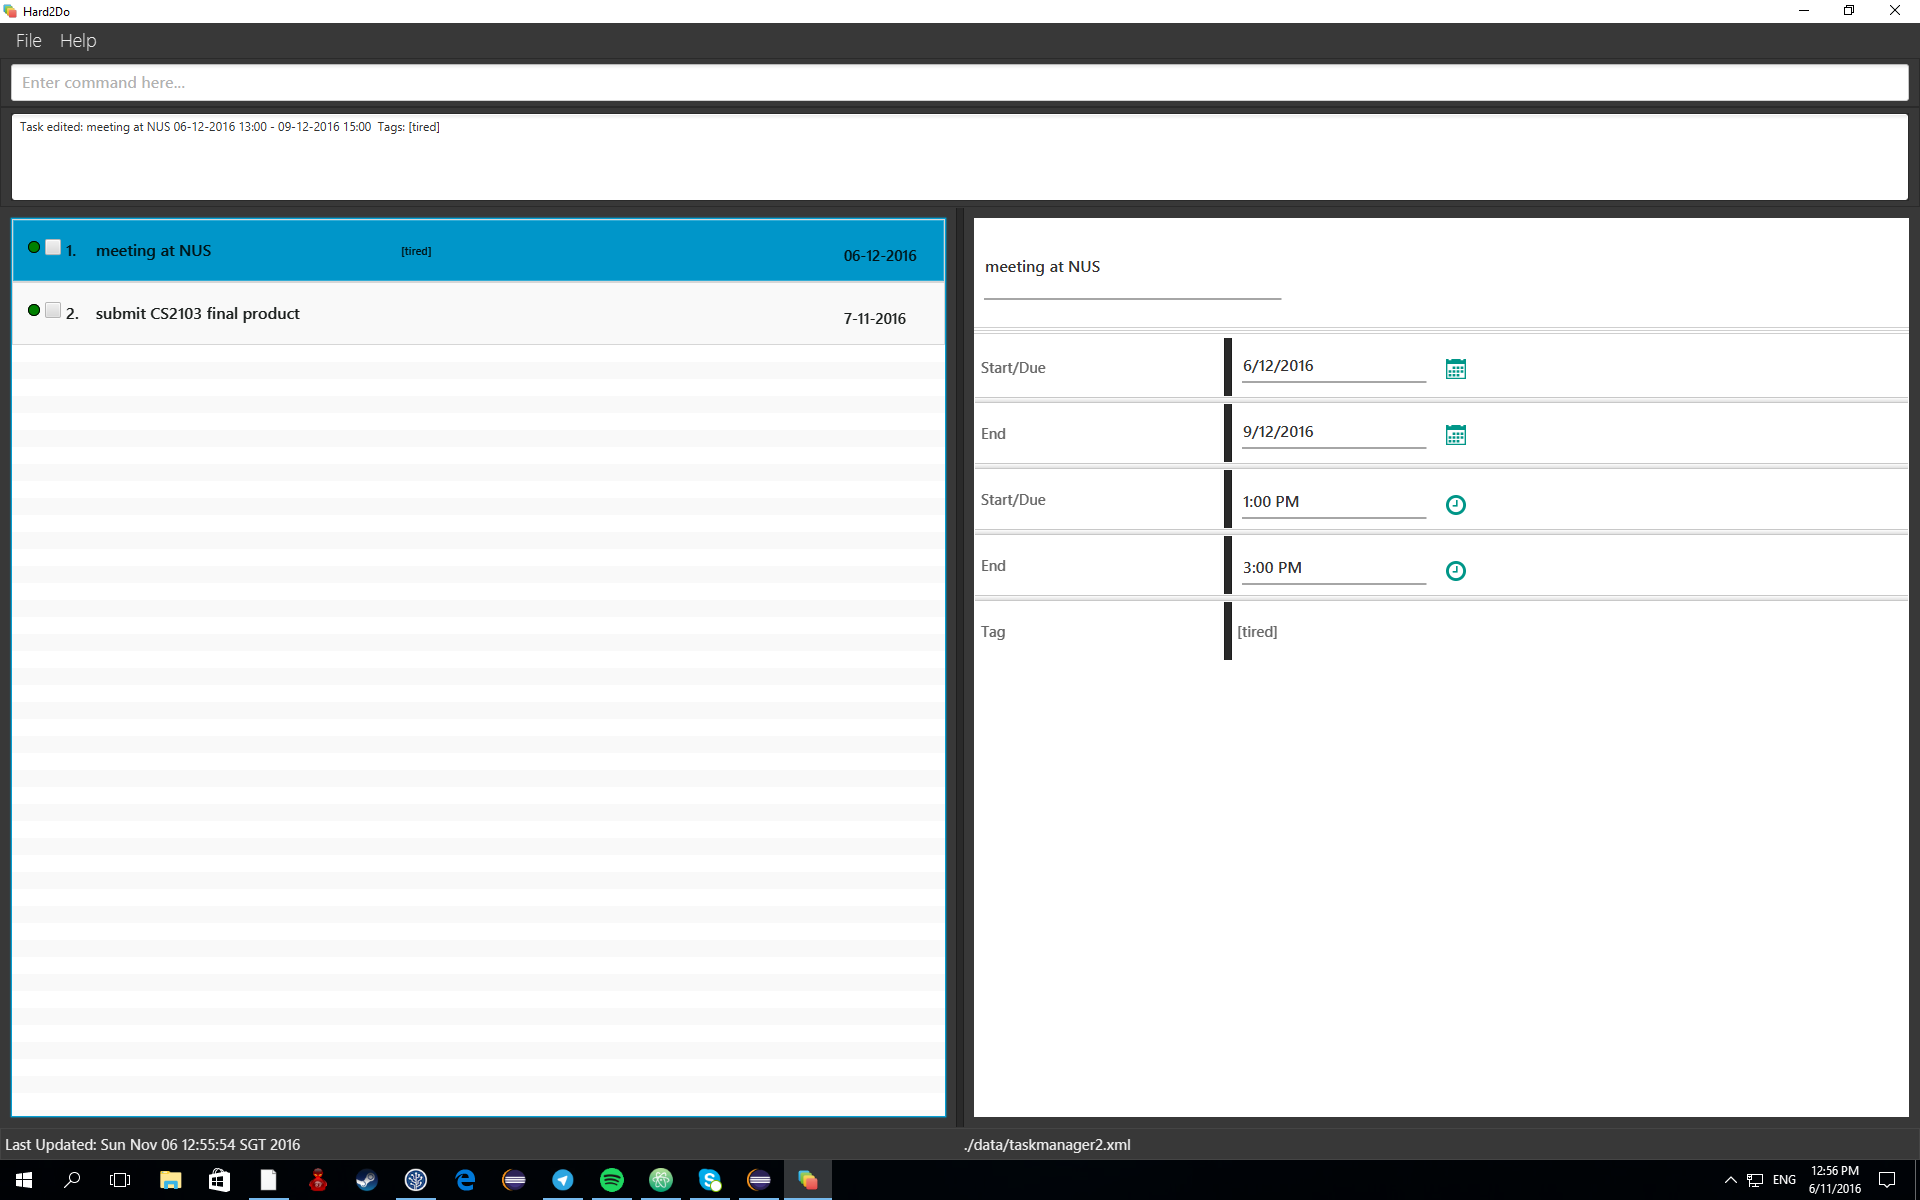 Hard2Do
File Help
Enter command here...
Task edited: meeting at NUS 06-12-2016 13:00 - 09-12-2016 15:00  Tags: [tired]
1. meeting at NUS [tired] 06-12-2016
2. submit CS2103 final product 7-11-2016
meeting at NUS
Start/Due 6/12/2016
End 9/12/2016
Start/Due 1:00 PM
End 3:00 PM
Tag [tired]
Last Updated: Sun Nov 06 12:55:54 SGT 2016 ./data/taskmanager2.xml
ENG
12:56 PM
6/11/2016